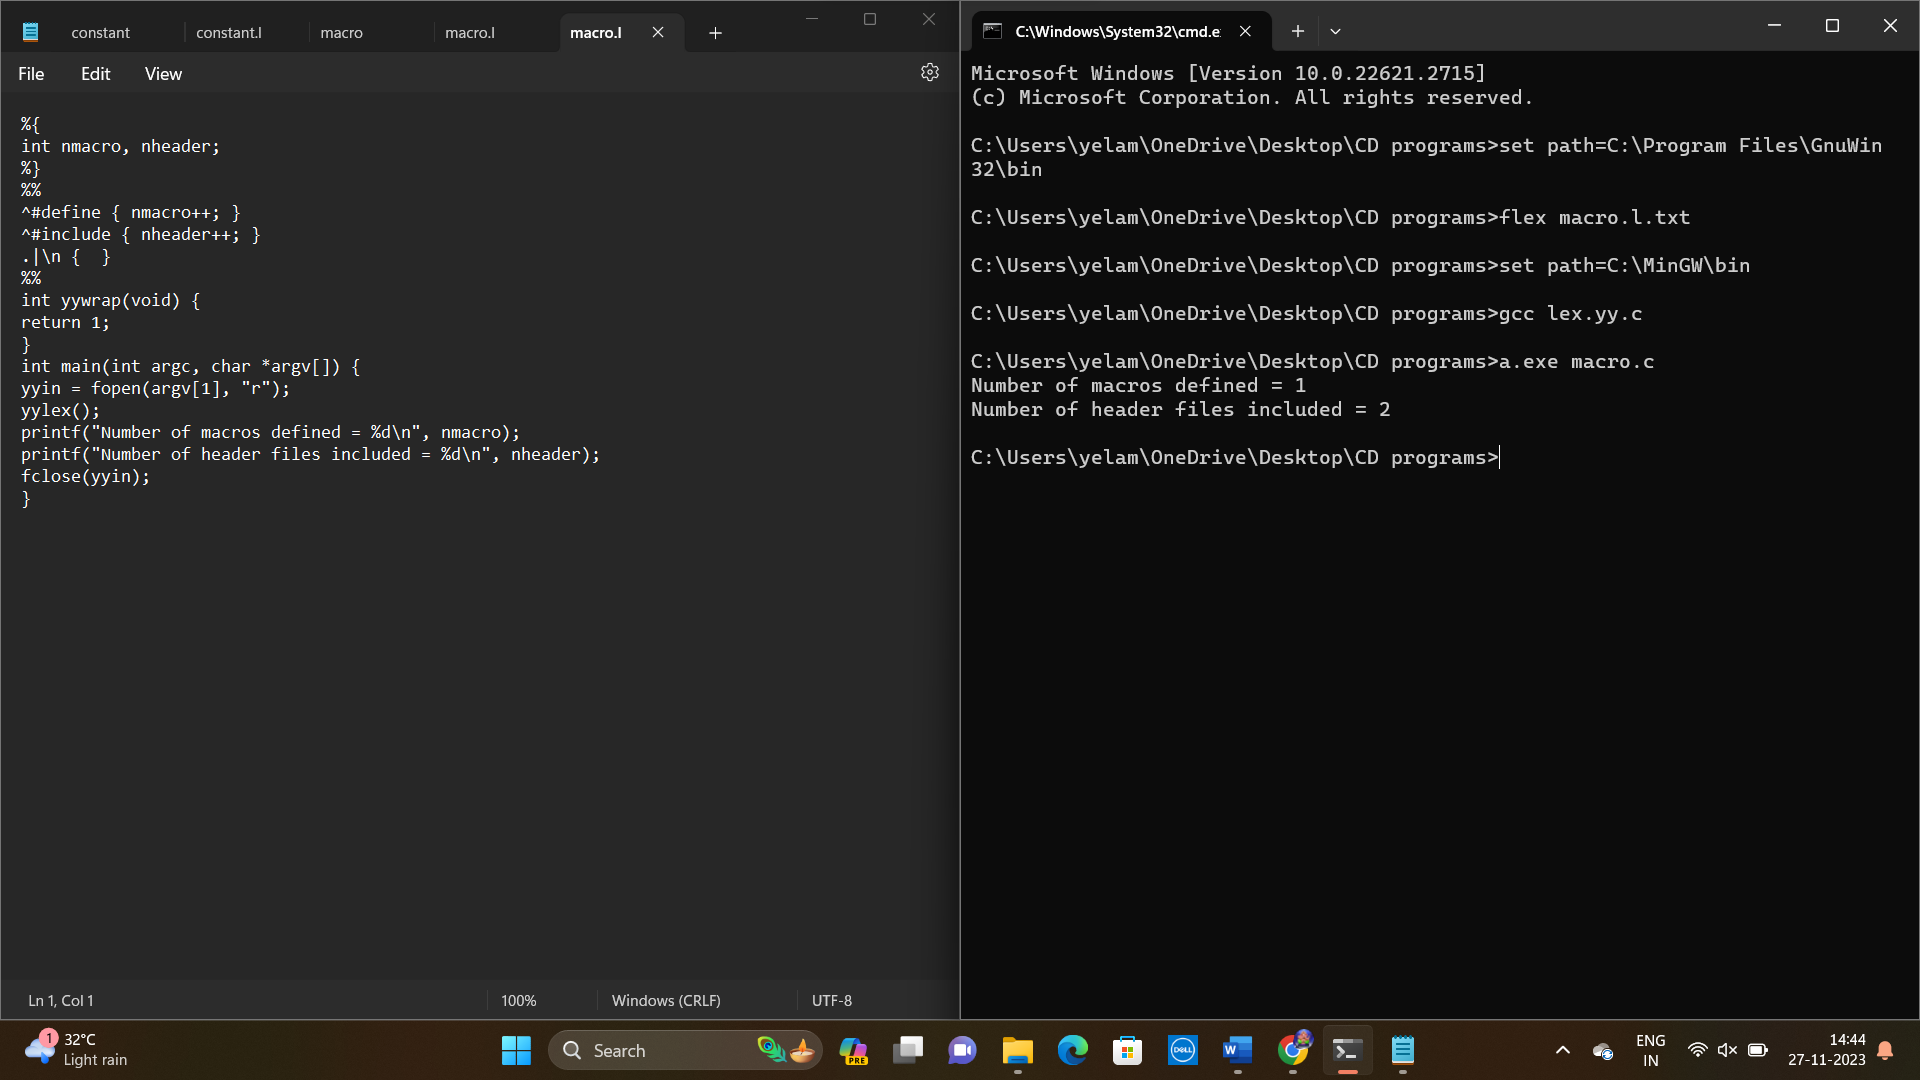 constant
constant.l
macro
macro.l
macro.l
File
Edit
View
%{
int nmacro, nheader;
%}
%%
^#define { nmacro++; }
^#include { nheader++; }
.|\n {  }
%%
int yywrap(void) {
return 1;
}
int main(int argc, char *argv[]) {
yyin = fopen(argv[1], "r");
yylex();
printf("Number of macros defined = %d\n", nmacro);
printf("Number of header files included = %d\n", nheader);
fclose(yyin);
}
Ln 1, Col 1
100%
Windows (CRLF)
UTF-8
C:\Windows\System32\cmd.e
Microsoft Windows [Version 10.0.22621.2715]
(c) Microsoft Corporation. All rights reserved.
C:\Users\yelam\OneDrive\Desktop\CD programs>set path=C:\Program Files\GnuWin
32\bin
C:\Users\yelam\OneDrive\Desktop\CD programs>flex macro.l.txt
C:\Users\yelam\OneDrive\Desktop\CD programs>set path=C:\MinGW\bin
C:\Users\yelam\OneDrive\Desktop\CD programs>gcc lex.yy.c
C:\Users\yelam\OneDrive\Desktop\CD programs>a.exe macro.c
Number of macros defined = 1
Number of header files included = 2
C:\Users\yelam\OneDrive\Desktop\CD programs>
1
32°C
Light rain
Search
PRE
DELL
W
ENG
IN
14:44
27-11-2023